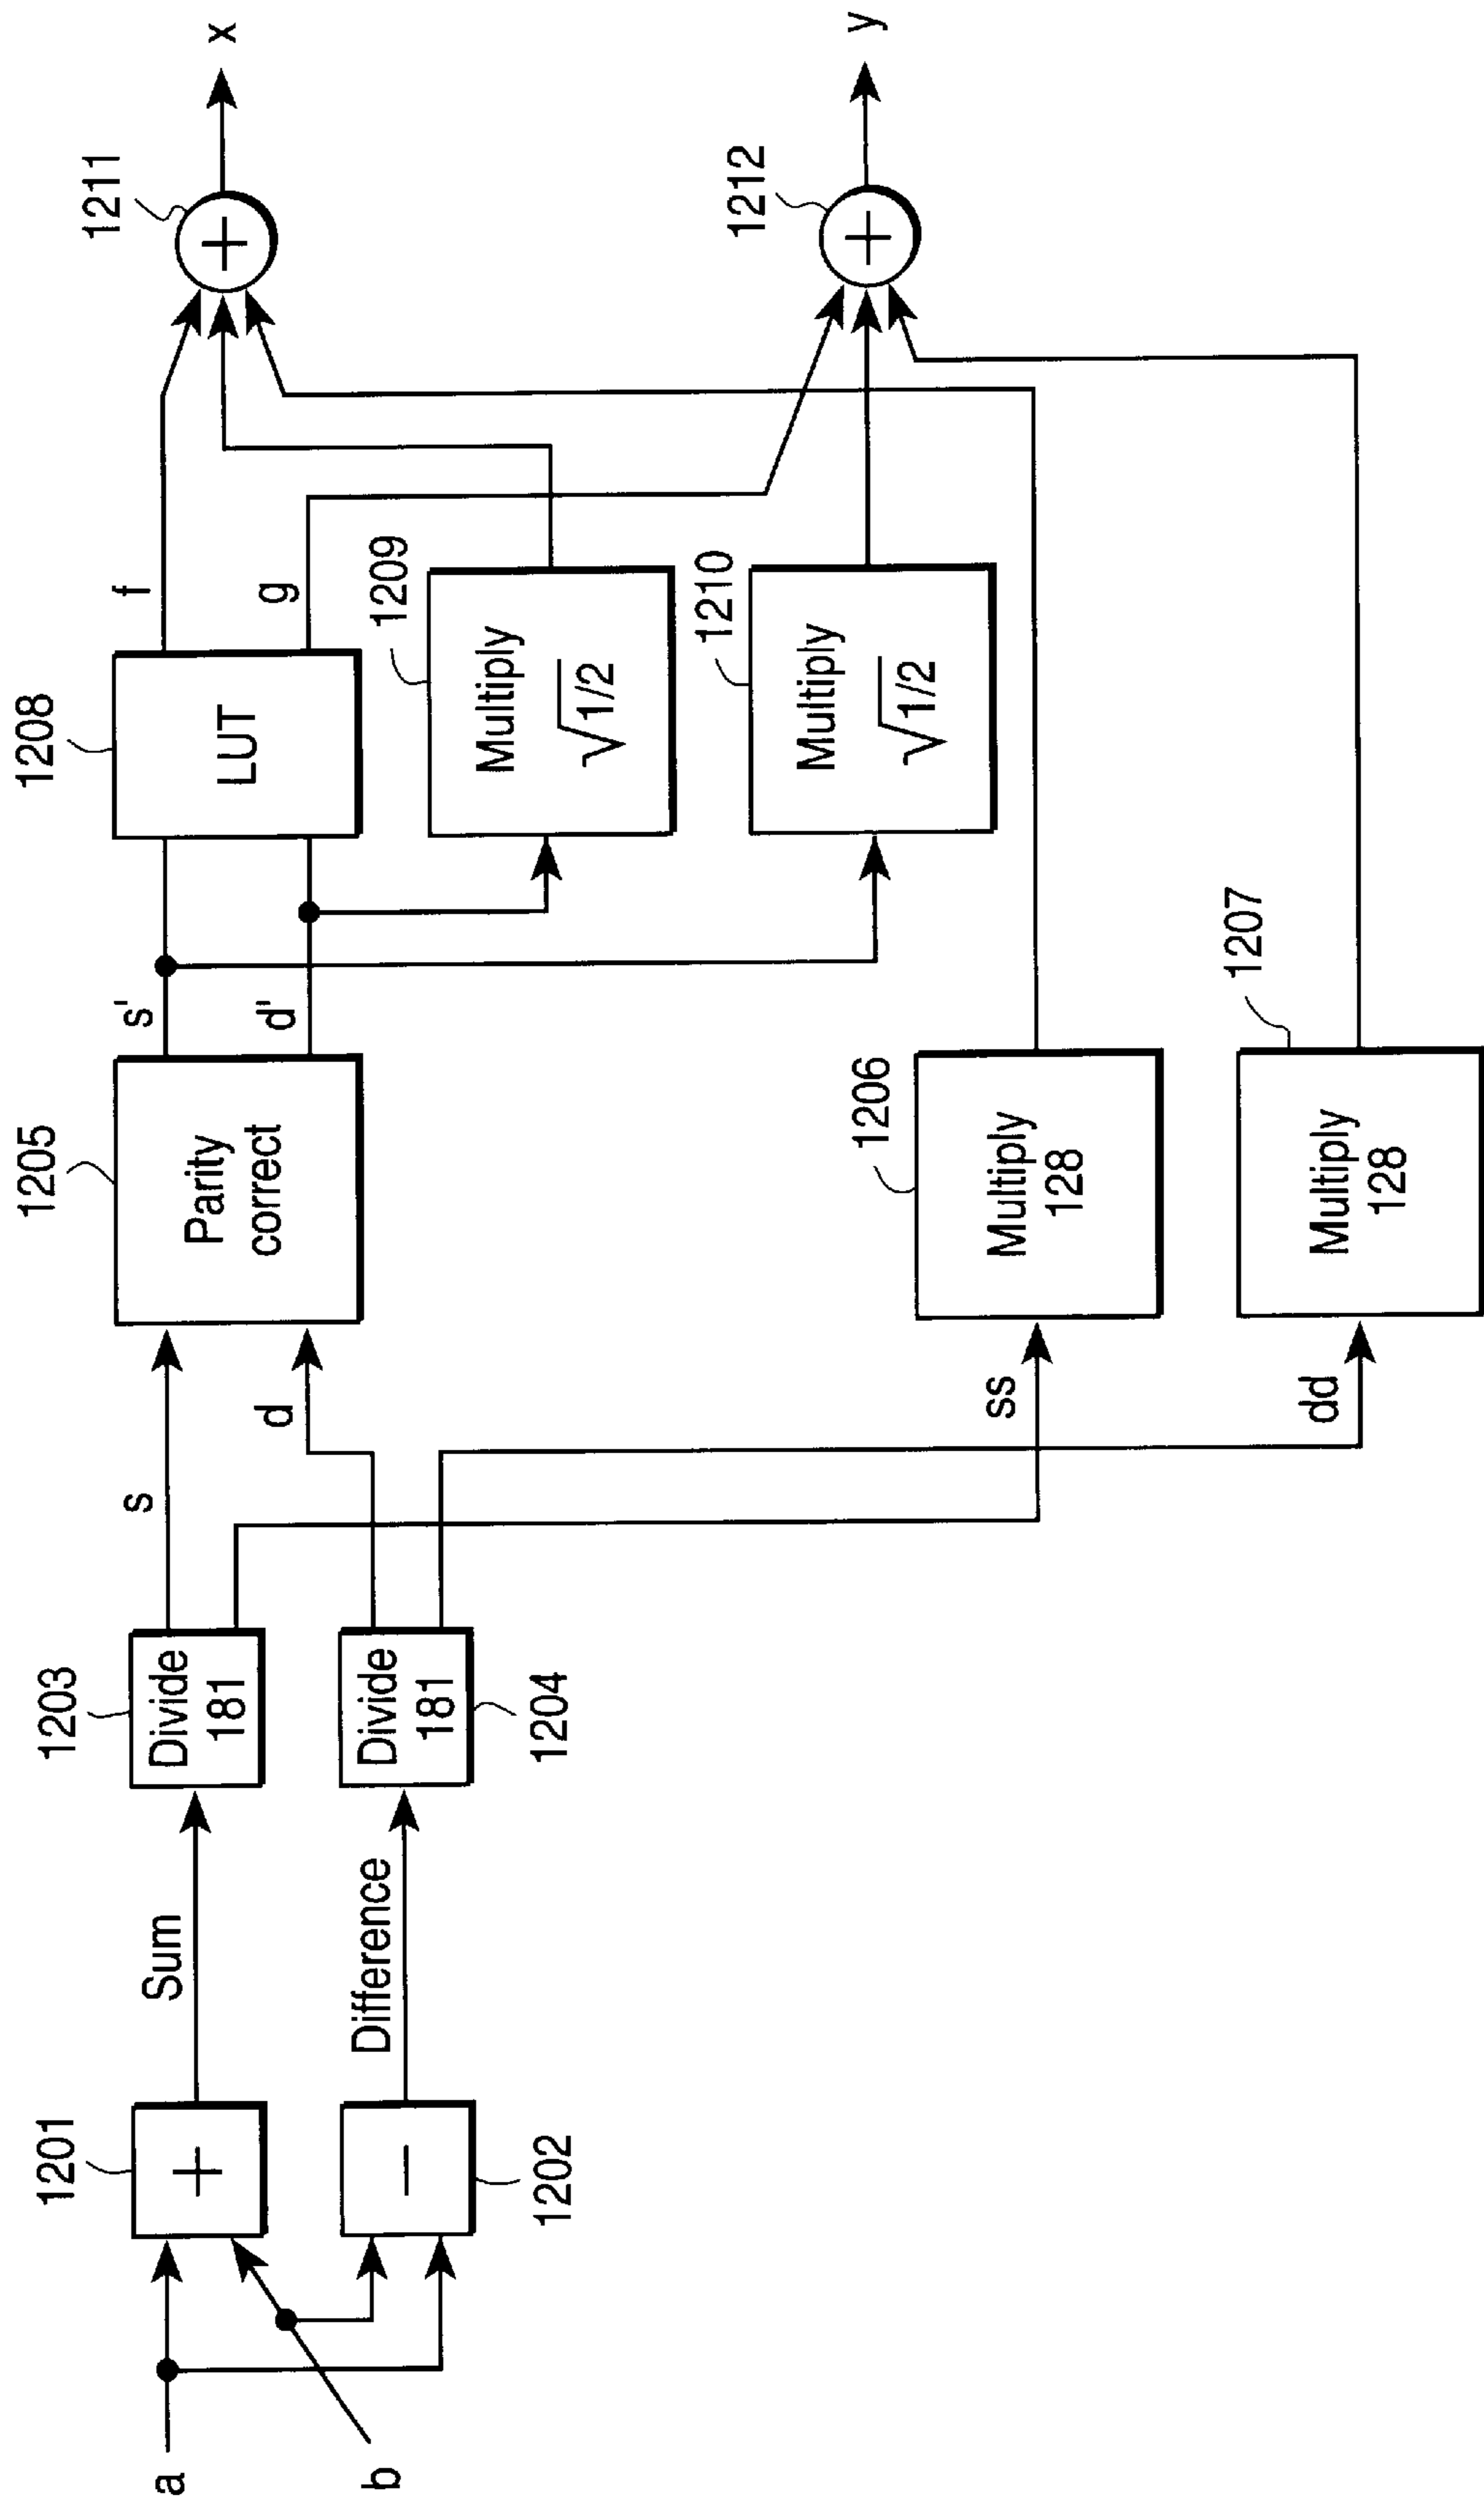 a
b
1201
+
1202
−
Sum
Difference
1203
Divide
181
1204
Divide
181
s
d
ss
dd
1205
Parity
correct
1206
Multiply
128
1207
Multiply
128
s'
d'
1208
LUT
1209
Multiply
√1/2
1210
Multiply
√1/2
f
g
1211
+
1212
+
x
y